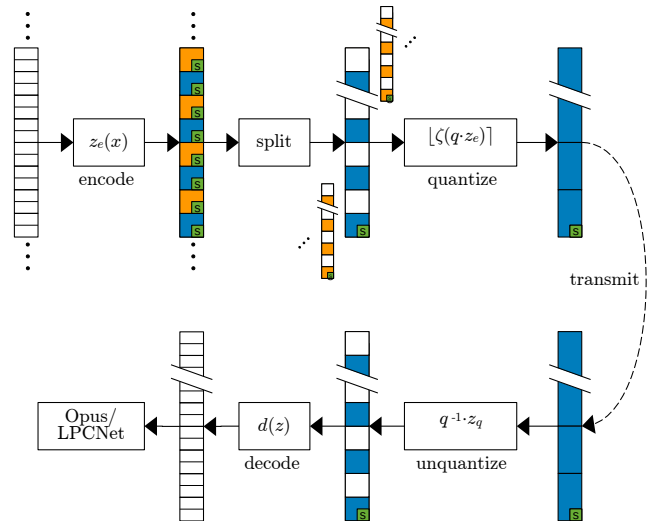 s
s
s
s
s
s
s
s
z_e(x)
encode
split
s
s
s
⌊ζ(q·z_e)⌉
quantize
s
transmit
Opus/
LPCNet
d(z)
decode
s
q⁻¹·z_q
unquantize
s